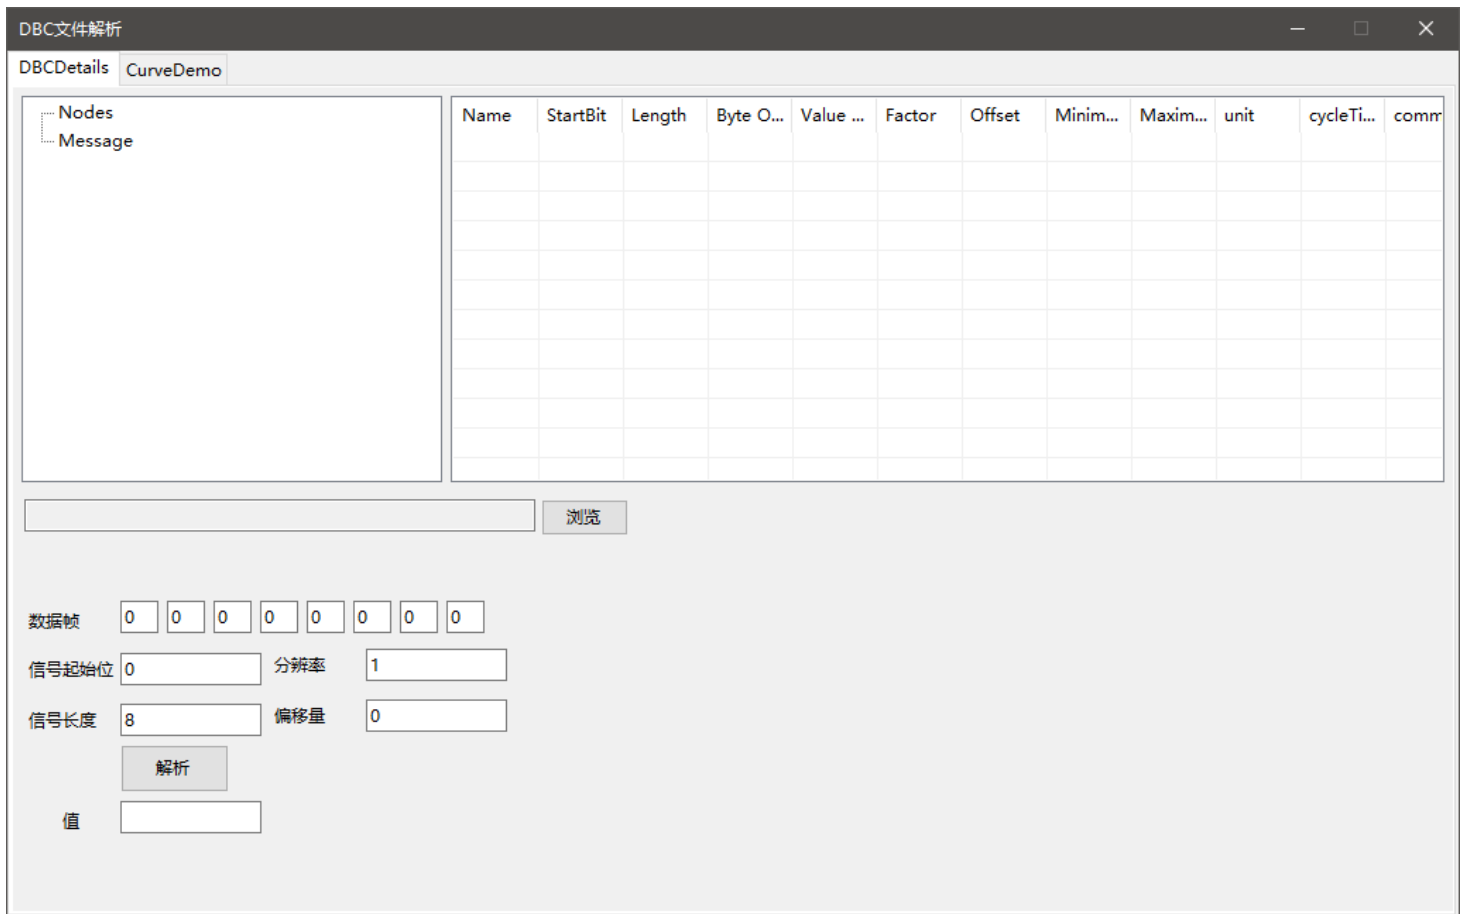 DBC文件解析
DBCDetails CurveDemo
Nodes
Message
Name StartBit Length Byte O... Value ... Factor Offset Minim... Maxim... unit cycleTi... comm
浏览
数据帧 0 0 0 0 0 0 0 0
信号起始位 0 分辨率 1
信号长度 8 偏移量 0
解析
值